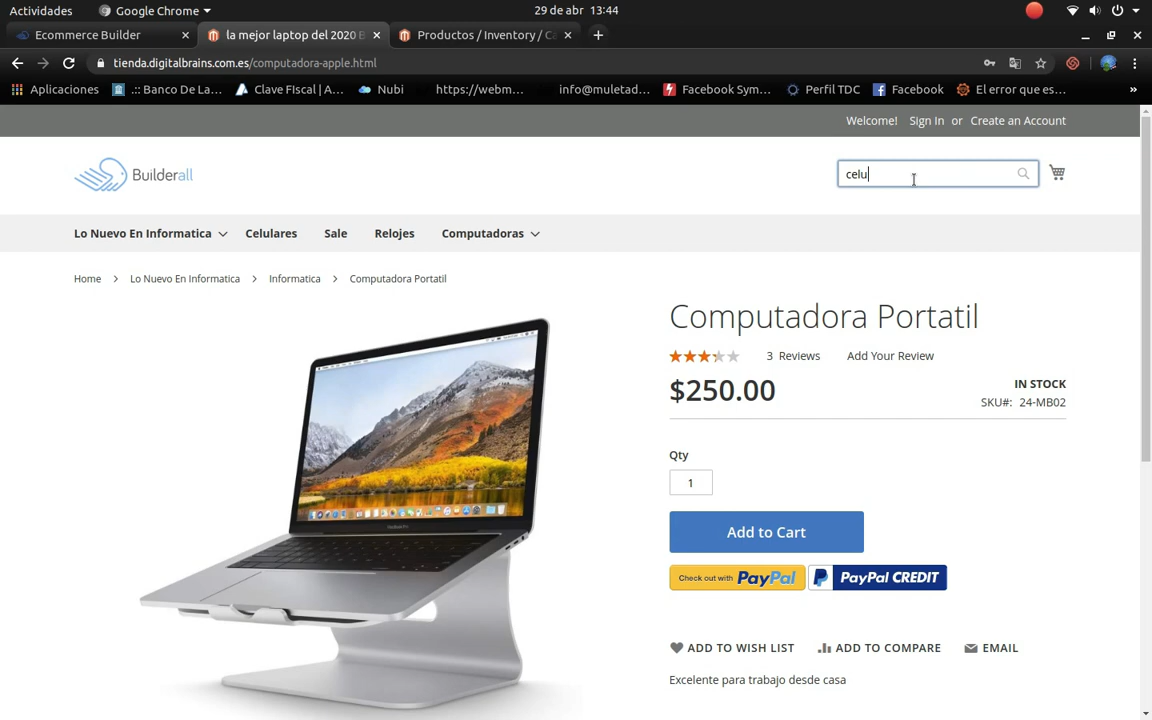 Actividades Google Chrome 29 de abr 13:44
Ecommerce Builder la mejor laptop del 2020 B Productos / Inventory / Ca
tienda.digitalbrains.com.es/computadora-apple.html
Aplicaciones .:: Banco De La... Clave FIscal | A... Nubi https://webm... info@muletad... Facebook Sym... Perfil TDC Facebook El error que es... »
Welcome! Sign In or Create an Account
Builderall celu
Lo Nuevo En Informatica Celulares Sale Relojes Computadoras
Home > Lo Nuevo En Informatica > Informatica > Computadora Portatil
Computadora Portatil
3 Reviews Add Your Review
$250.00 IN STOCK
SKU#: 24-MB02
Qty
1
Add to Cart
Check out with PayPal PayPal CREDIT
ADD TO WISH LIST ADD TO COMPARE EMAIL
Excelente para trabajo desde casa